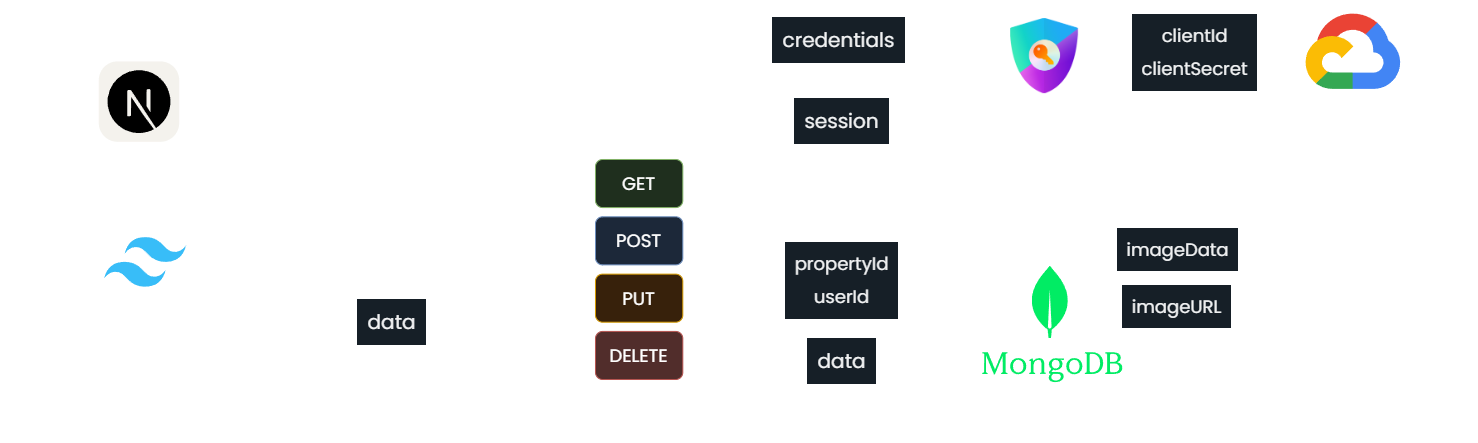 credentials
session
clientId
clientSecret
GET
POST
PUT
DELETE
data
propertyId
userId
data
imageData
imageURL
MongoDB